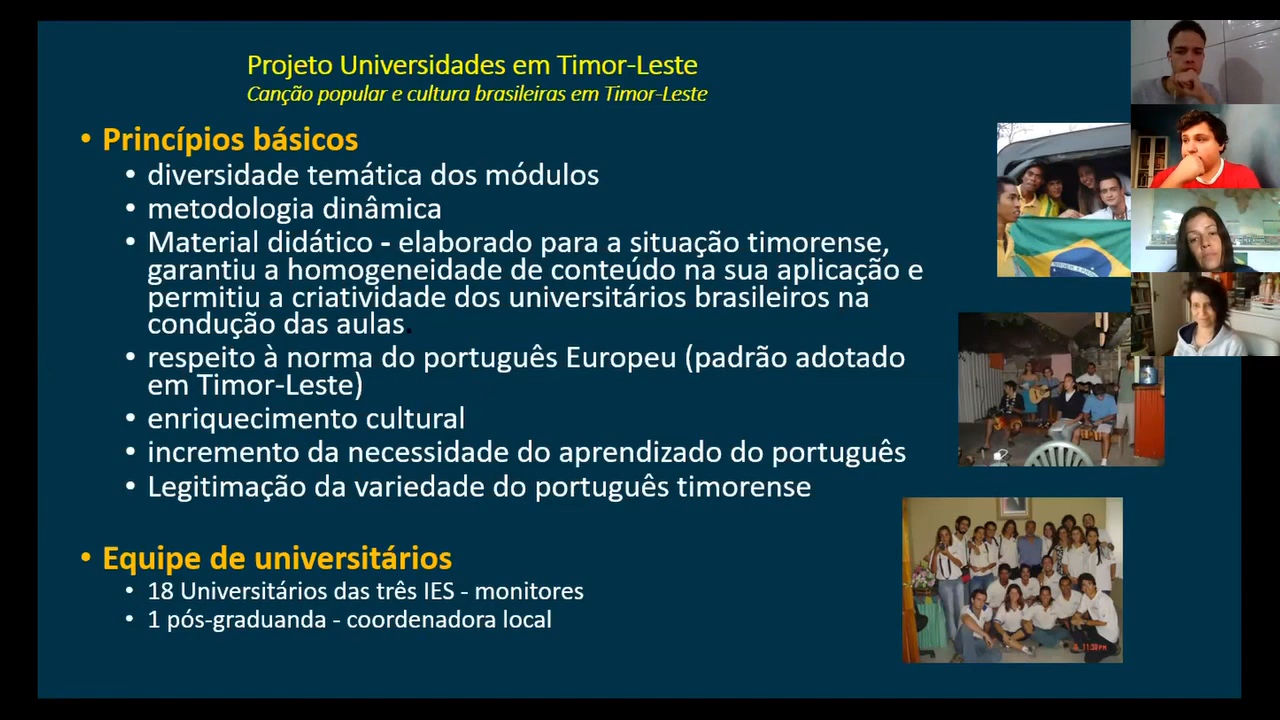 Projeto Universidades em Timor-Leste
Canção popular e cultura brasileiras em Timor-Leste
• Princípios básicos
• diversidade temática dos módulos
• metodologia dinâmica
• Material didático - elaborado para a situação timorense,
garantiu a homogeneidade de conteúdo na sua aplicação e
permitiu a criatividade dos universitários brasileiros na
condução das aulas.
• respeito à norma do português Europeu (padrão adotado
em Timor-Leste)
• enriquecimento cultural
• incremento da necessidade do aprendizado do português
• Legitimação da variedade do português timorense
• Equipe de universitários
• 18 Universitários das três IES - monitores
• 1 pós-graduanda - coordenadora local